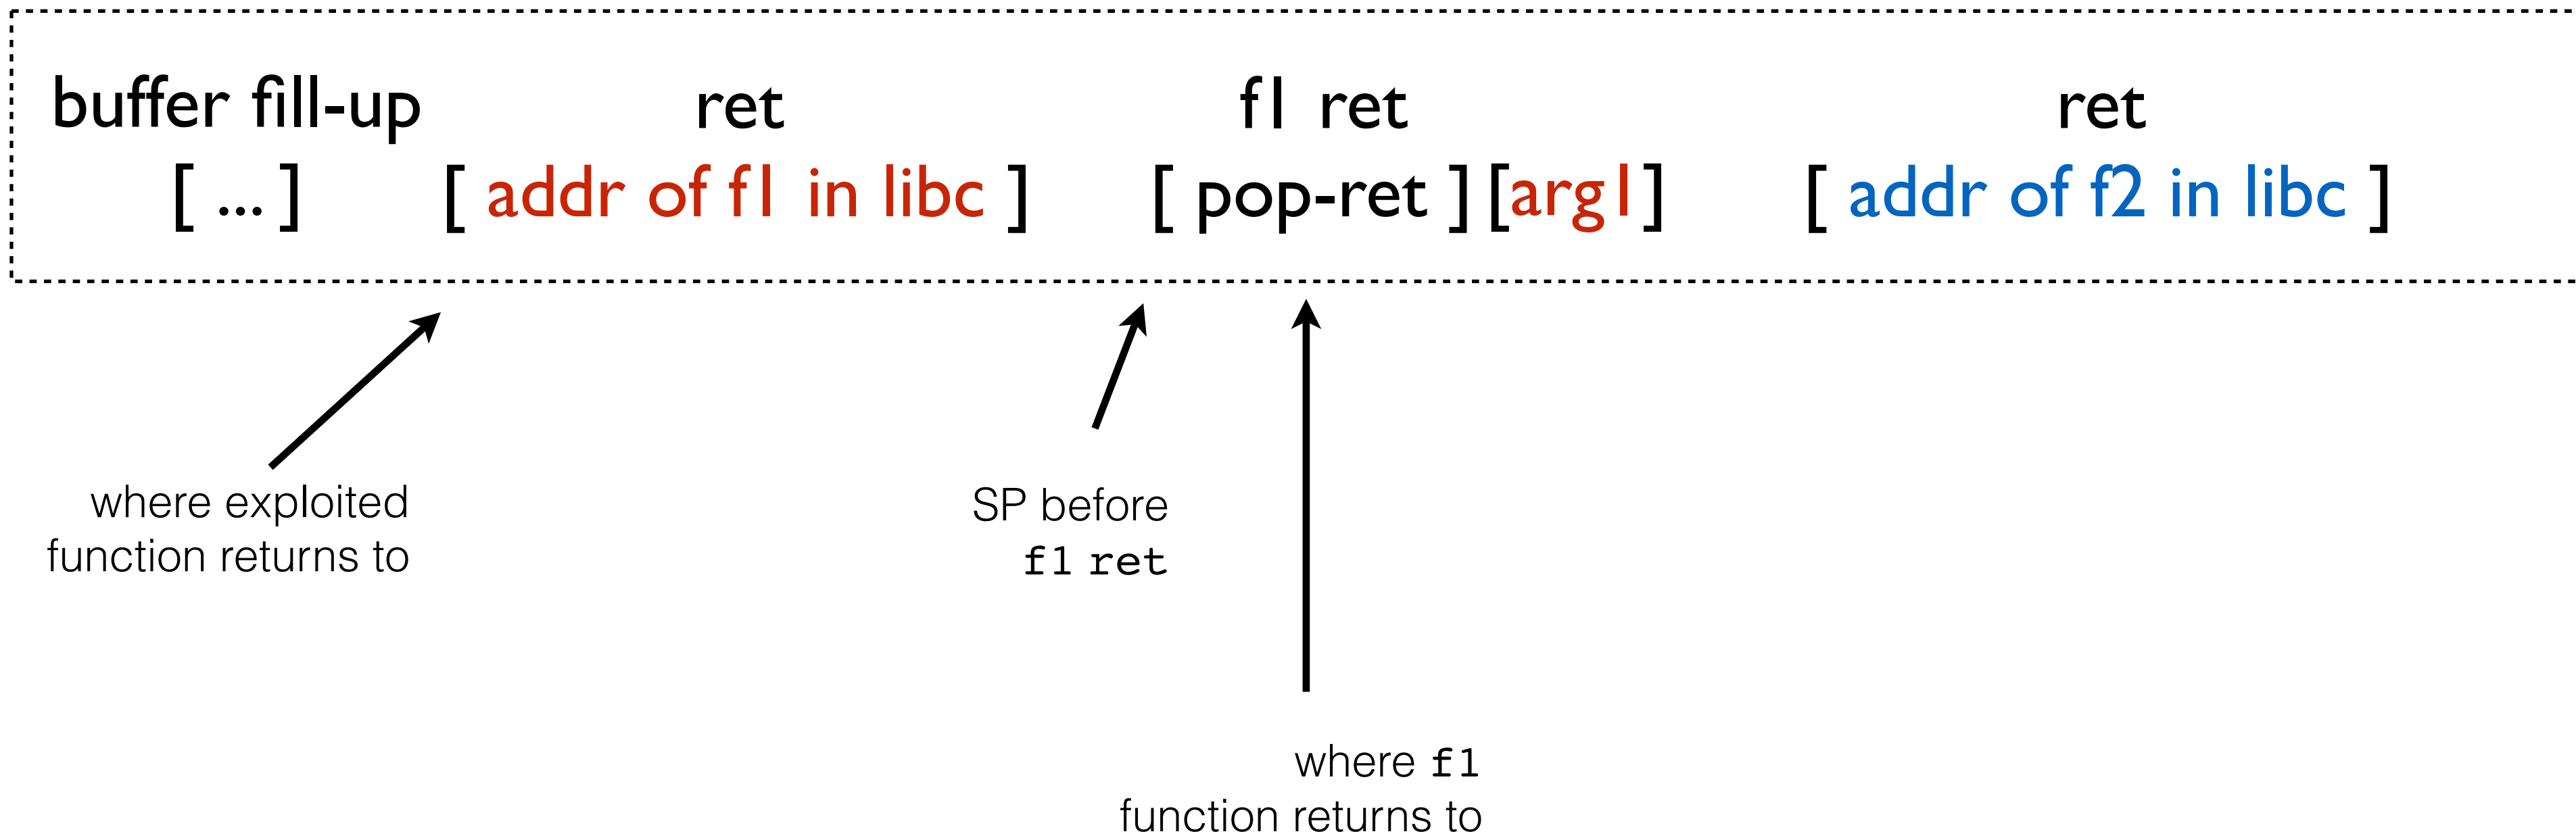 buffer fill-up ret f1 ret ret
[ ... ] [ addr of f1 in libc ] [ pop-ret ] [arg1] [ addr of f2 in libc ]
where exploited
function returns to
SP before
f1 ret
where f1
function returns to